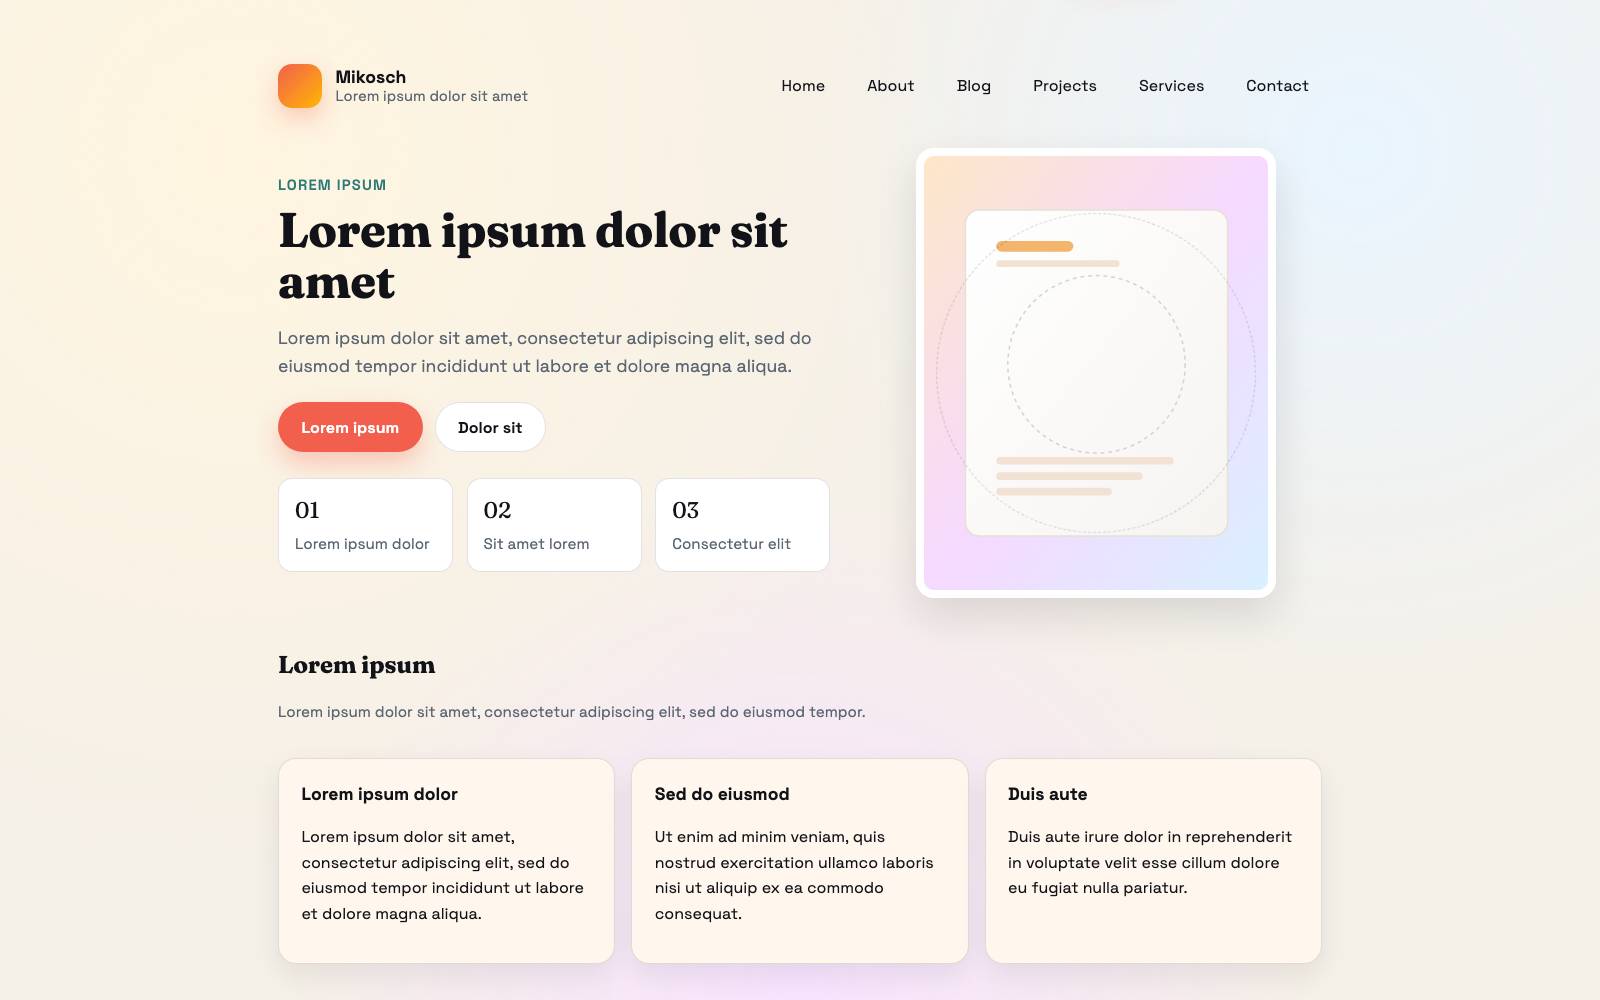 Mikosch
Lorem ipsum dolor sit amet
Home About Blog Projects Services Contact
LOREM IPSUM
Lorem ipsum dolor sit
amet
Lorem ipsum dolor sit amet, consectetur adipiscing elit, sed do
eiusmod tempor incididunt ut labore et dolore magna aliqua.
Lorem ipsum
Dolor sit
01
Lorem ipsum dolor
02
Sit amet lorem
03
Consectetur elit
Lorem ipsum
Lorem ipsum dolor sit amet, consectetur adipiscing elit, sed do eiusmod tempor.
Lorem ipsum dolor
Lorem ipsum dolor sit amet,
consectetur adipiscing elit, sed do
eiusmod tempor incididunt ut labore
et dolore magna aliqua.
Sed do eiusmod
Ut enim ad minim veniam, quis
nostrud exercitation ullamco laboris
nisi ut aliquip ex ea commodo
consequat.
Duis aute
Duis aute irure dolor in reprehenderit
in voluptate velit esse cillum dolore
eu fugiat nulla pariatur.